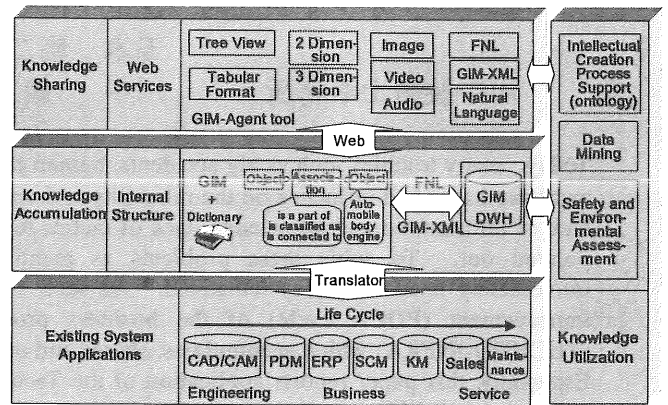 Knowledge
Sharing
Web
Services
Tree View
Tabular
Format
2 Dimen-
sion
3 Dimen-
sion
Image
Video
Audio
FNL
GIM-XML
Natural
Language
GIM-Agent tool
Web
Knowledge
Accumulation
Internal
Structure
GIM
+
Dictionary
Object
Associa-
tion
Object
is a part of
is classified as
is connected to
Auto-
mobile
body
engine
FNL
GIM-XML
GIM
DWH
Translator
Existing System
Applications
Life Cycle
CAD/CAM
PDM
ERP
SCM
KM
Sales
Mainte-
nance
Engineering
Business
Service
Intellectual
Creation
Process
Support
(ontology)
Data
Mining
Safety and
Environ-
mental
Assess-
ment
Knowledge
Utilization